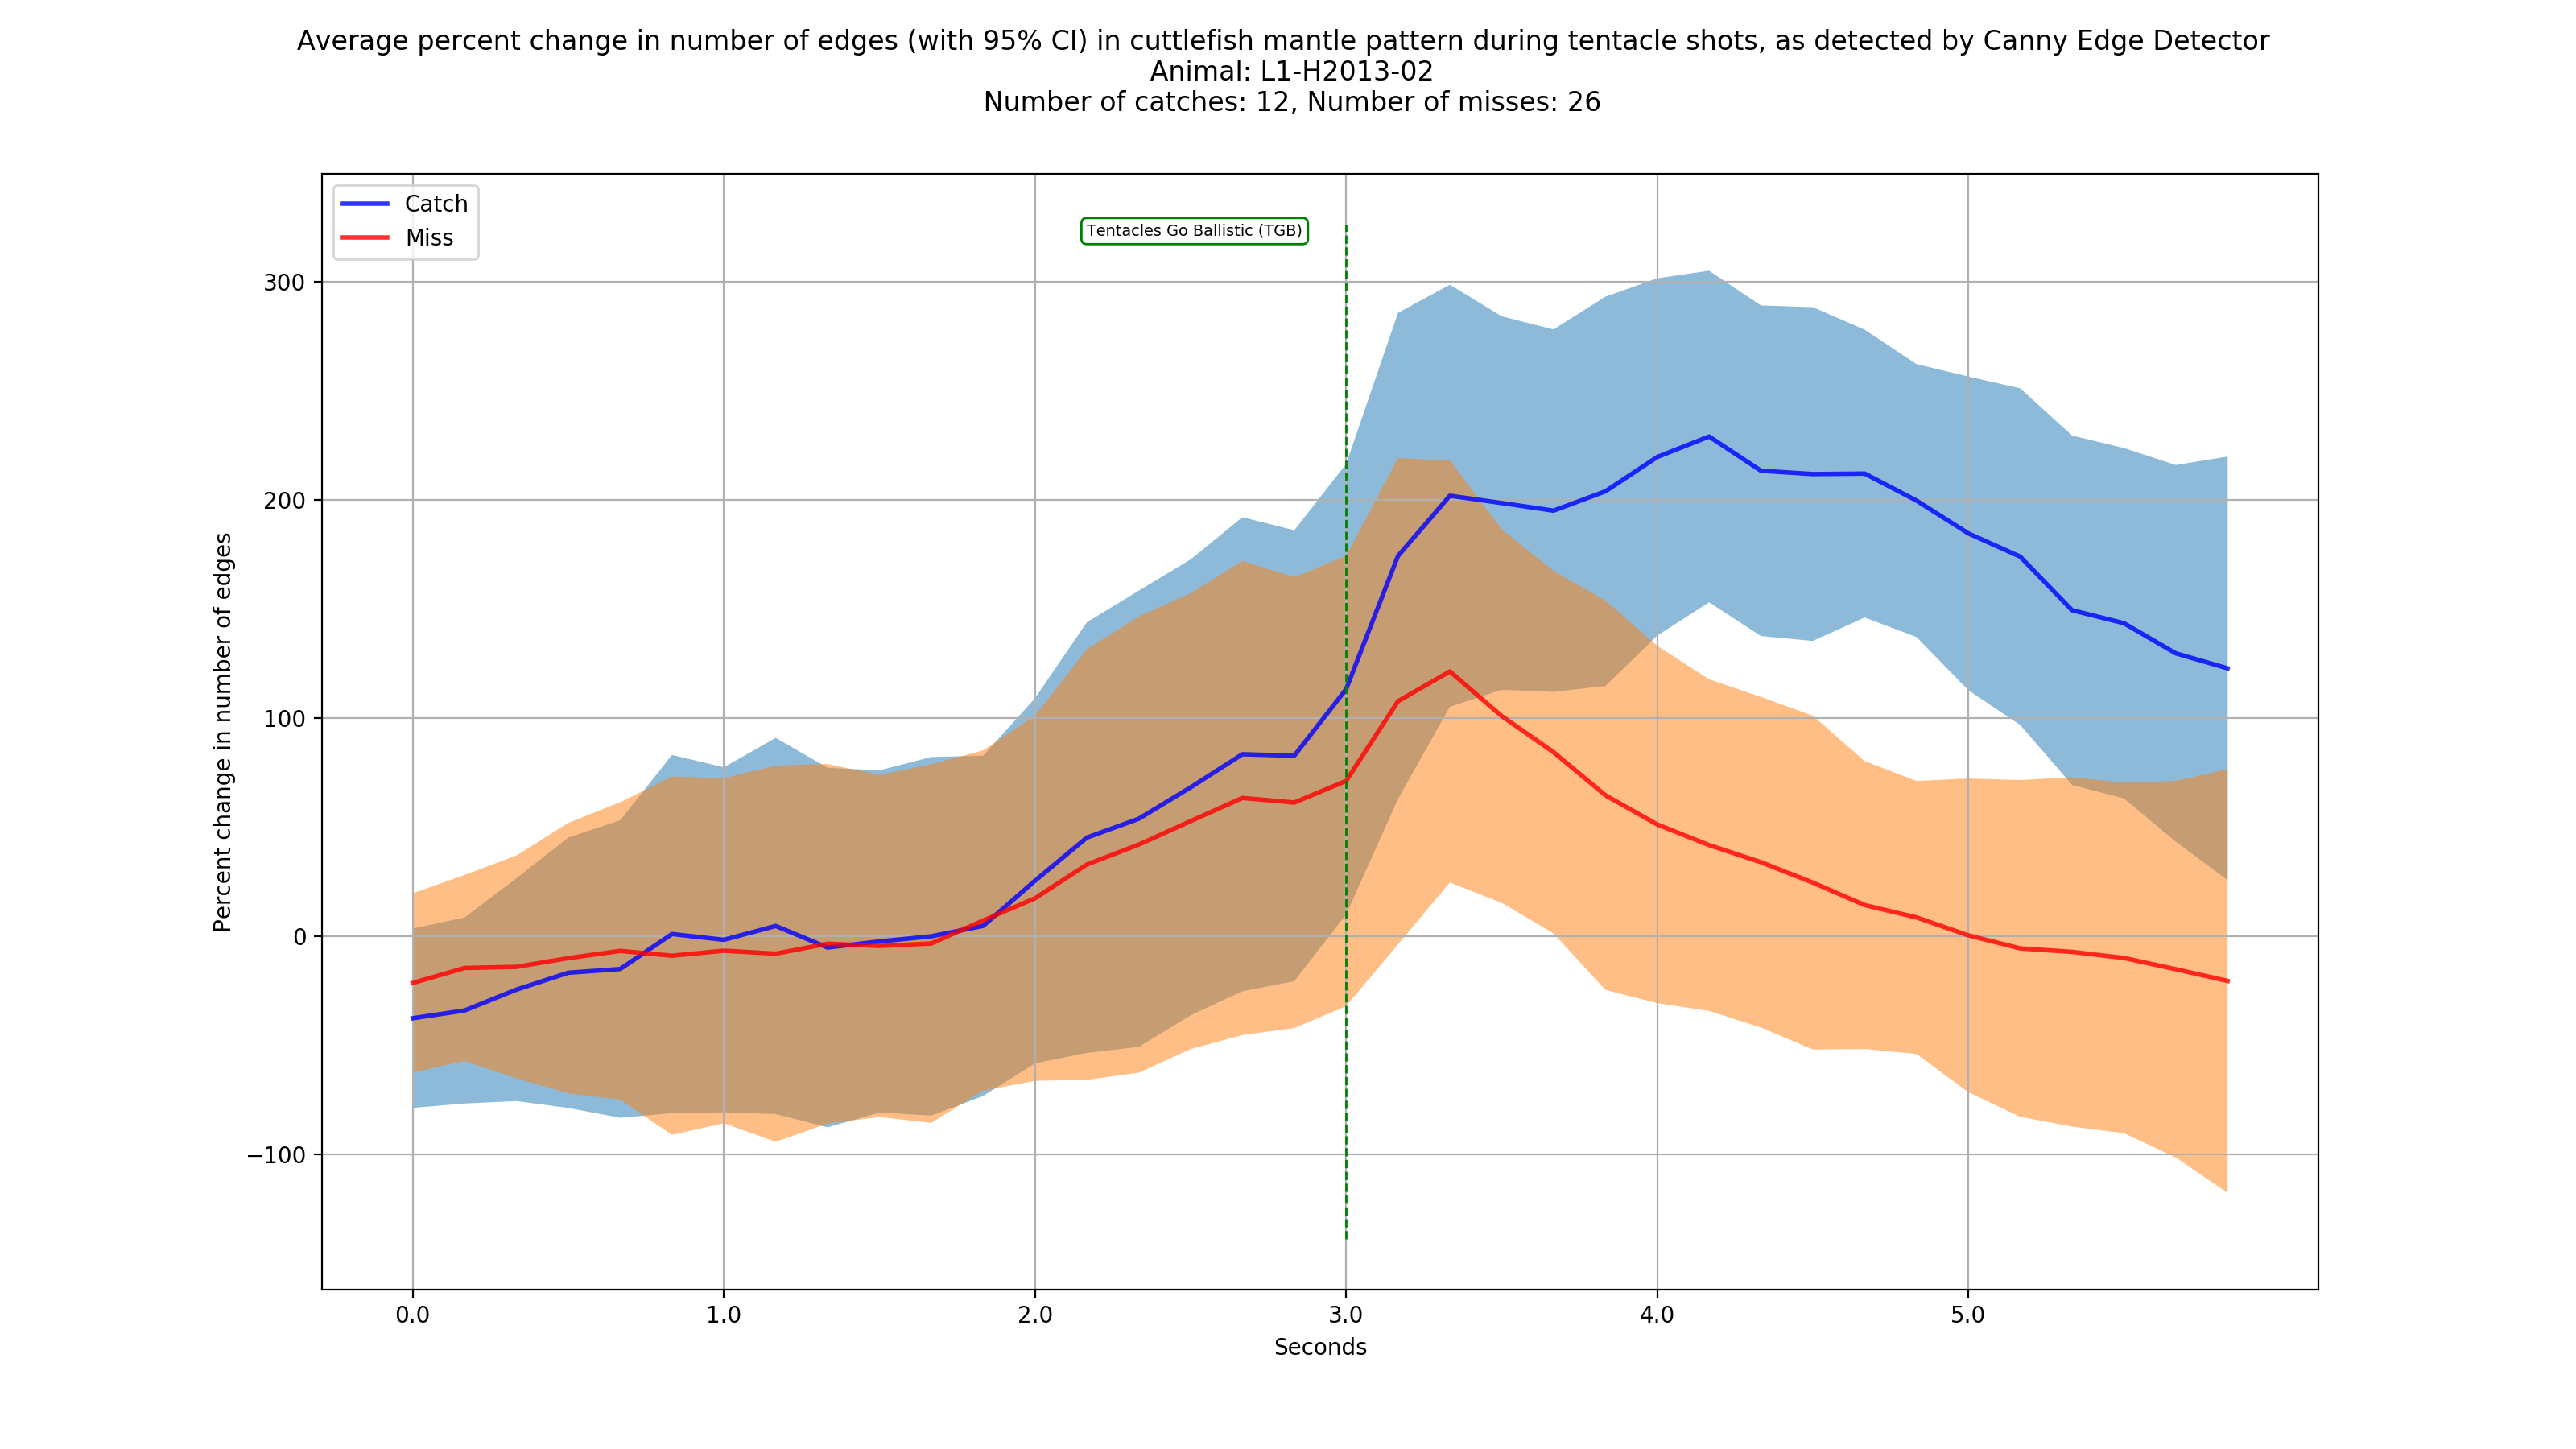 Average percent change in number of edges (with 95% CI) in cuttlefish mantle pattern during tentacle shots, as detected by Canny Edge Detector
Animal: L1-H2013-02
Number of catches: 12, Number of misses: 26
Catch
Miss
Tentacles Go Ballistic (TGB)
300
200
100
0
−100
Percent change in number of edges
0.0 1.0 2.0 3.0 4.0 5.0
Seconds